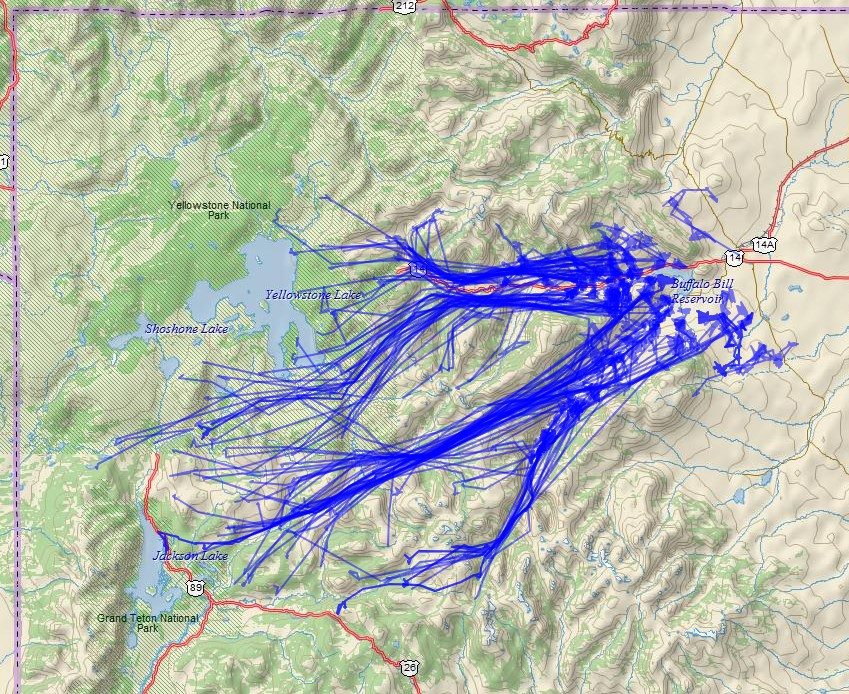 212
1
Yellowstone National
Park
14A
14
Buffalo Bill
Reservoir
Yellowstone Lake
Shoshone Lake
Jackson Lake
89
Grand Teton National
Park
26